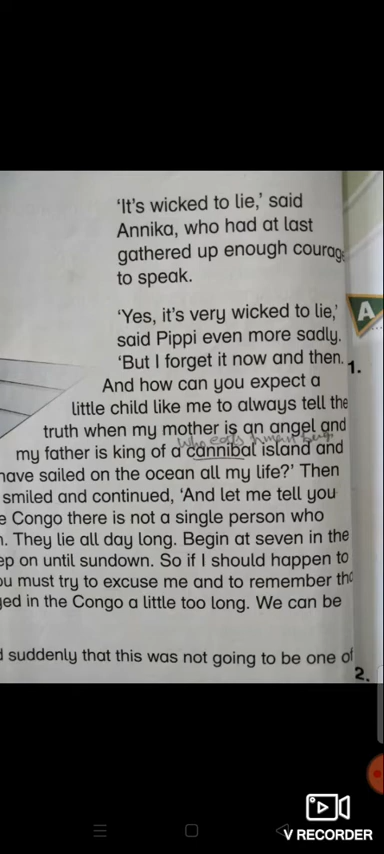 ‘It’s wicked to lie,’ said
Annika, who had at last
gathered up enough courage
to speak.
‘Yes, it’s very wicked to lie,’
said Pippi even more sadly.
A
‘But I forget it now and then.
1.
And how can you expect a
little child like me to always tell the
truth when my mother is an angel and
who eats human
my father is king of a cannibal island and
have sailed on the ocean all my life?’ Then
smiled and continued, ‘And let me tell you
Congo there is not a single person who
They lie all day long. Begin at seven in the
on until sundown. So if I should happen to
must try to excuse me and to remember
in the Congo a little too long. We can be
suddenly that this was not going to be one of
2.
V RECORDER